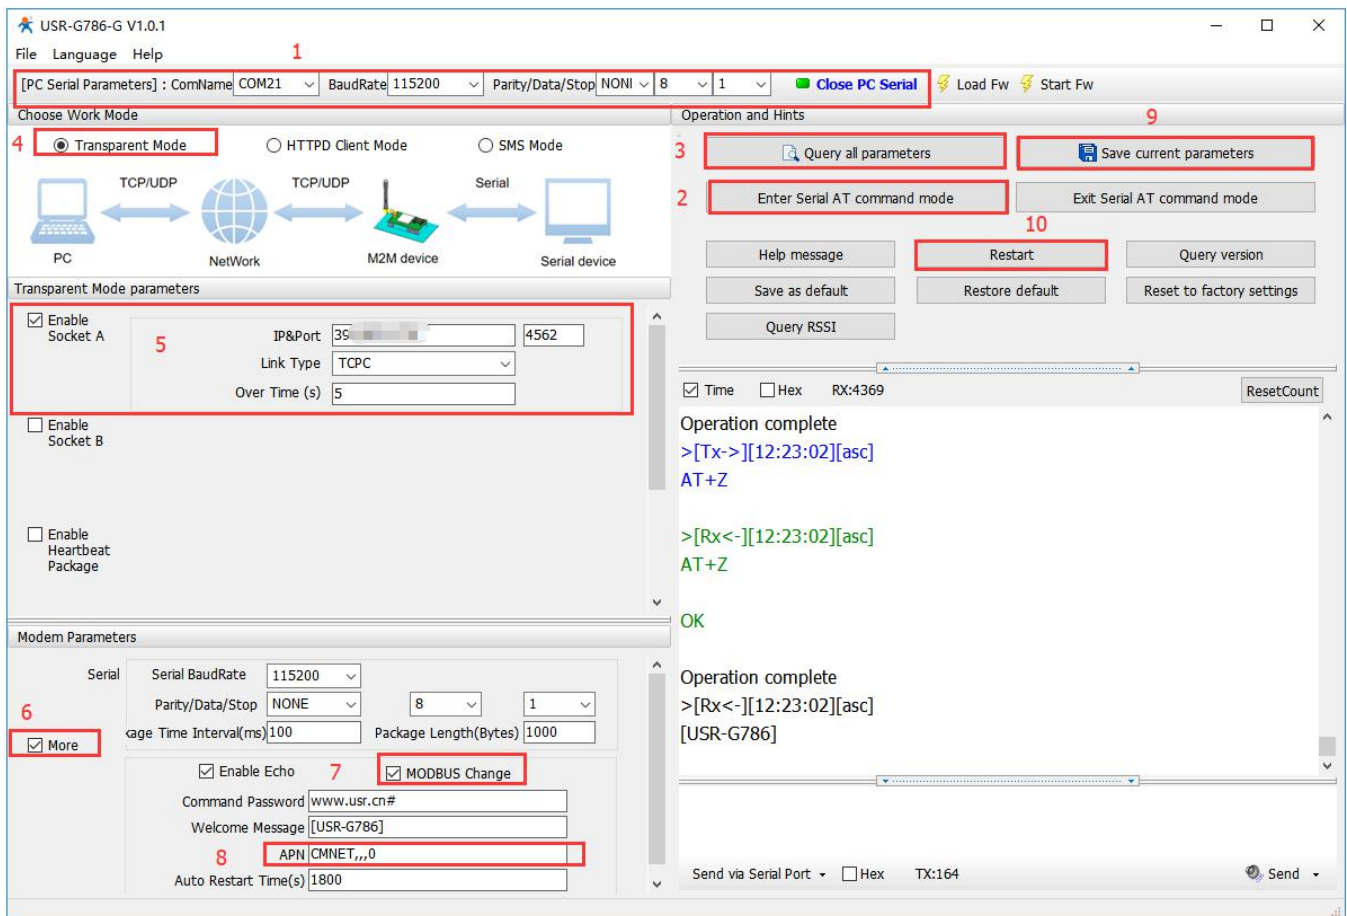 USR-G786-G V1.0.1
File Language Help
1
[PC Serial Parameters] : ComName COM21 BaudRate 115200 Parity/Data/Stop NONI 8 1 Close PC Serial Load Fw Start Fw
Choose Work Mode
4 Transparent Mode HTTPD Client Mode SMS Mode
TCP/UDP TCP/UDP Serial
PC NetWork M2M device Serial device
Transparent Mode parameters
Enable
Socket A
5
IP&Port 39 4562
Link Type TCPC
Over Time (s) 5
Enable
Socket B
Enable
Heartbeat
Package
Modem Parameters
Serial Serial BaudRate 115200
Parity/Data/Stop NONE 8 1
6
kage Time Interval(ms) 100 Package Length(Bytes) 1000
More
Enable Echo 7 MODBUS Change
Command Password www.usr.cn#
Welcome Message [USR-G786]
8 APN CMNET,,,0
Auto Restart Time(s) 1800
Operation and Hints
9
3 Query all parameters Save current parameters
2 Enter Serial AT command mode Exit Serial AT command mode
10
Help message Restart Query version
Save as default Restore default Reset to factory settings
Query RSSI
Time Hex RX:4369 ResetCount
Operation complete
>[Tx->][12:23:02][asc]
AT+Z
>[Rx<-][12:23:02][asc]
AT+Z
OK
Operation complete
>[Rx<-][12:23:02][asc]
[USR-G786]
Send via Serial Port Hex TX:164 Send